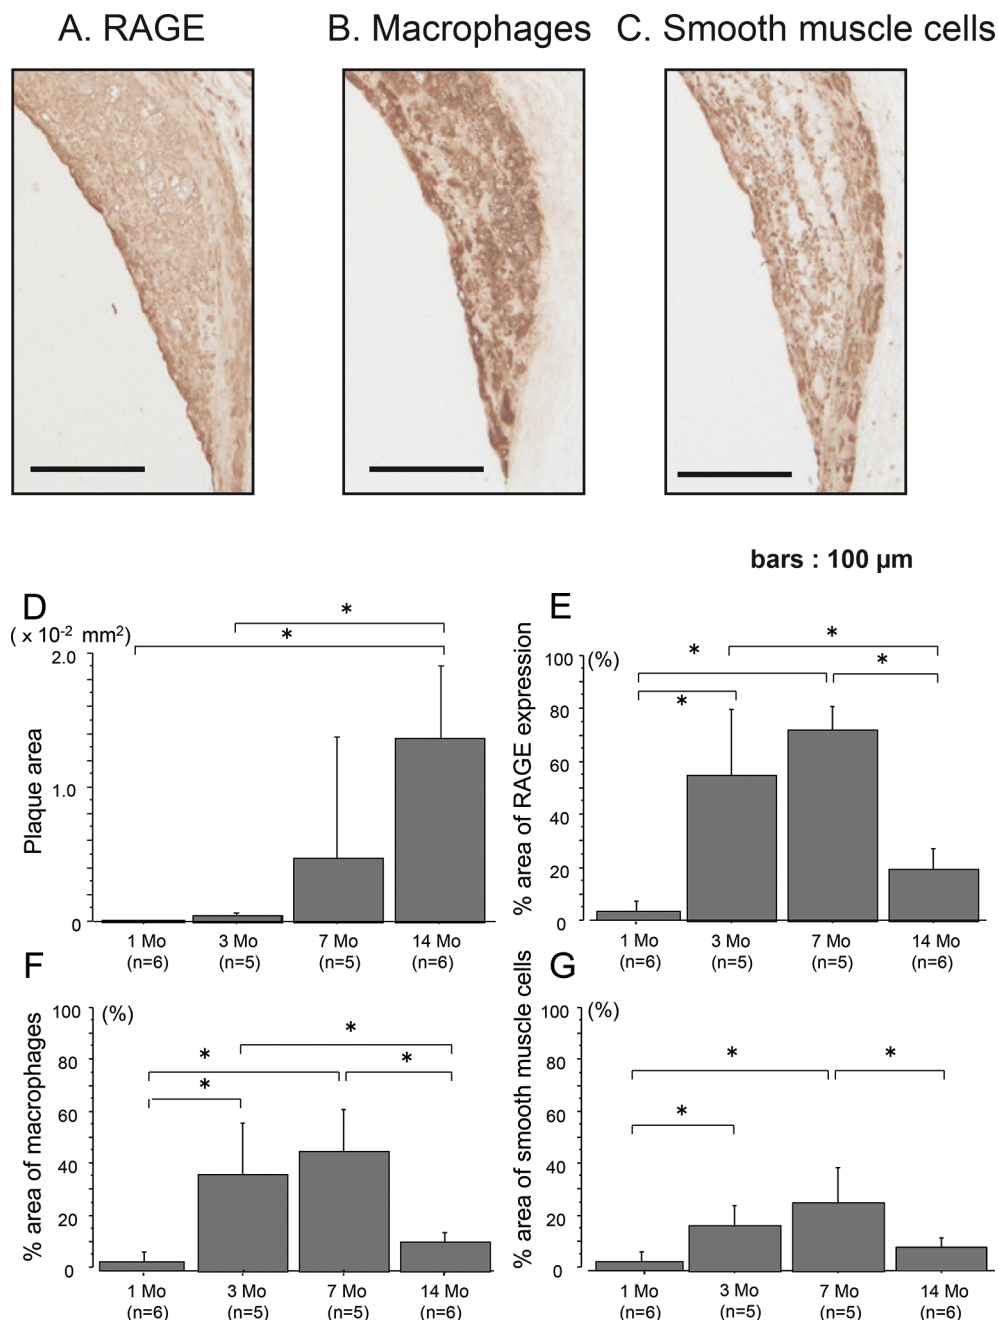 A. RAGE
B. Macrophages
C. Smooth muscle cells
bars : 100 µm
D
( x 10-2 mm2)
Plaque area
2.0
1.0
0
*
*
1 Mo
(n=6)
3 Mo
(n=5)
7 Mo
(n=5)
14 Mo
(n=6)
E
% area of RAGE expression
(%)
100
80
60
40
20
0
*
*
*
*
1 Mo
(n=6)
3 Mo
(n=5)
7 Mo
(n=5)
14 Mo
(n=6)
F
% area of macrophages
(%)
100
80
60
40
20
0
*
*
*
*
1 Mo
(n=6)
3 Mo
(n=5)
7 Mo
(n=5)
14 Mo
(n=6)
G
% area of smooth muscle cells
(%)
100
80
60
40
20
0
*
*
*
1 Mo
(n=6)
3 Mo
(n=5)
7 Mo
(n=5)
14 Mo
(n=6)